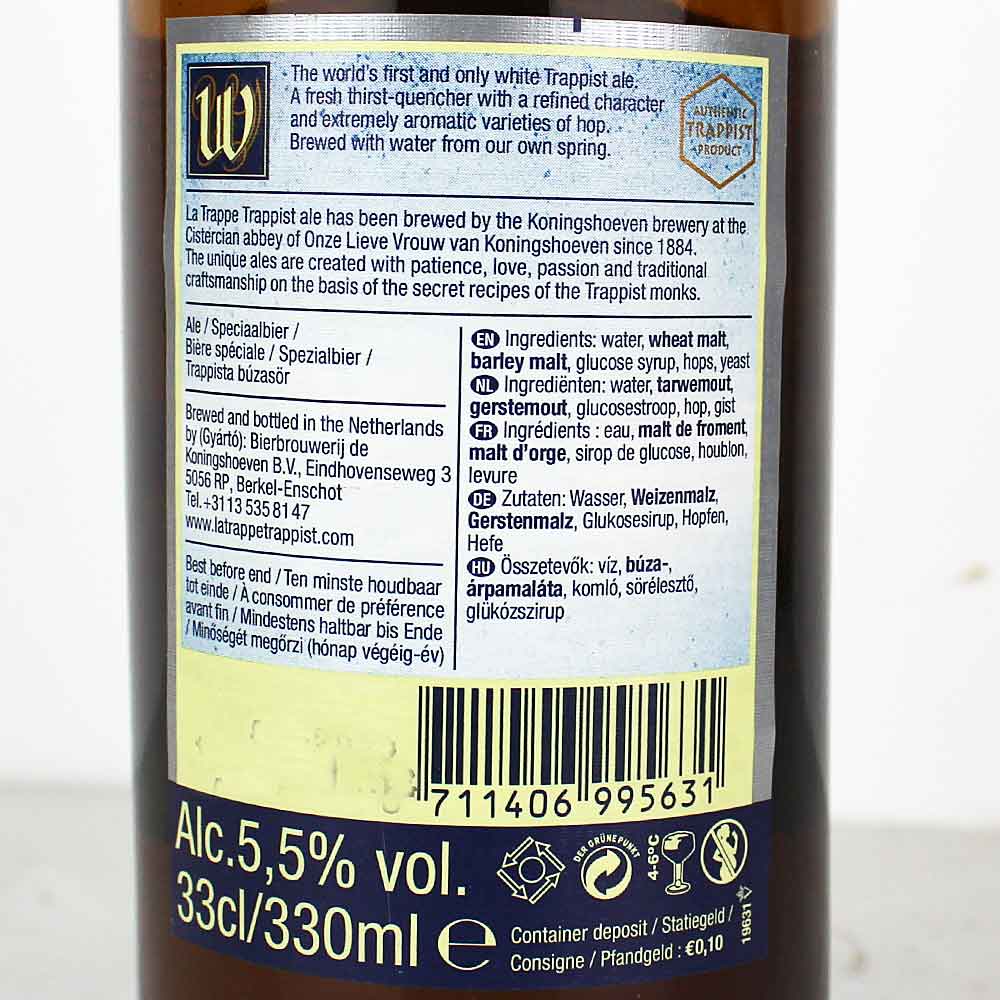 W
The world's first and only white Trappist ale.
A fresh thirst-quencher with a refined character
and extremely aromatic varieties of hop.
Brewed with water from our own spring.
AUTHENTIC
TRAPPIST
PRODUCT
La Trappe Trappist ale has been brewed by the Koningshoeven brewery at the
Cistercian abbey of Onze Lieve Vrouw van Koningshoeven since 1884.
The unique ales are created with patience, love, passion and traditional
craftsmanship on the basis of the secret recipes of the Trappist monks.
Ale / Speciaalbier /
Bière spéciale / Spezialbier /
Trappista búzasör
Brewed and bottled in the Netherlands
by (Gyártó): Bierbrouwerij de
Koningshoeven B.V., Eindhovenseweg 3
5056 RP, Berkel-Enschot
Tel.+3113 535 81 47
www.latrappetrappist.com
Best before end / Ten minste houdbaar
tot einde / À consommer de préférence
avant fin / Mindestens haltbar bis Ende
/ Minőségét megőrzi (hónap végéig-év)
EN Ingredients: water, wheat malt,
barley malt, glucose syrup, hops, yeast
NL Ingrediënten: water, tarwemout,
gerstemout, glucosestroop, hop, gist
FR Ingrédients : eau, malt de froment,
malt d'orge, sirop de glucose, houblon,
levure
DE Zutaten: Wasser, Weizenmalz,
Gerstenmalz, Glukosesirup, Hopfen,
Hefe
HU Összetevők: víz, búza-,
árpamaláta, komló, sörélesztő,
glükózszirup
711406 995631
Alc.5,5% vol.
33cl/330ml e
DER GRÜNE PUNKT
4-6°C
Container deposit / Statiegeld /
Consigne / Pfandgeld : €0,10
19631